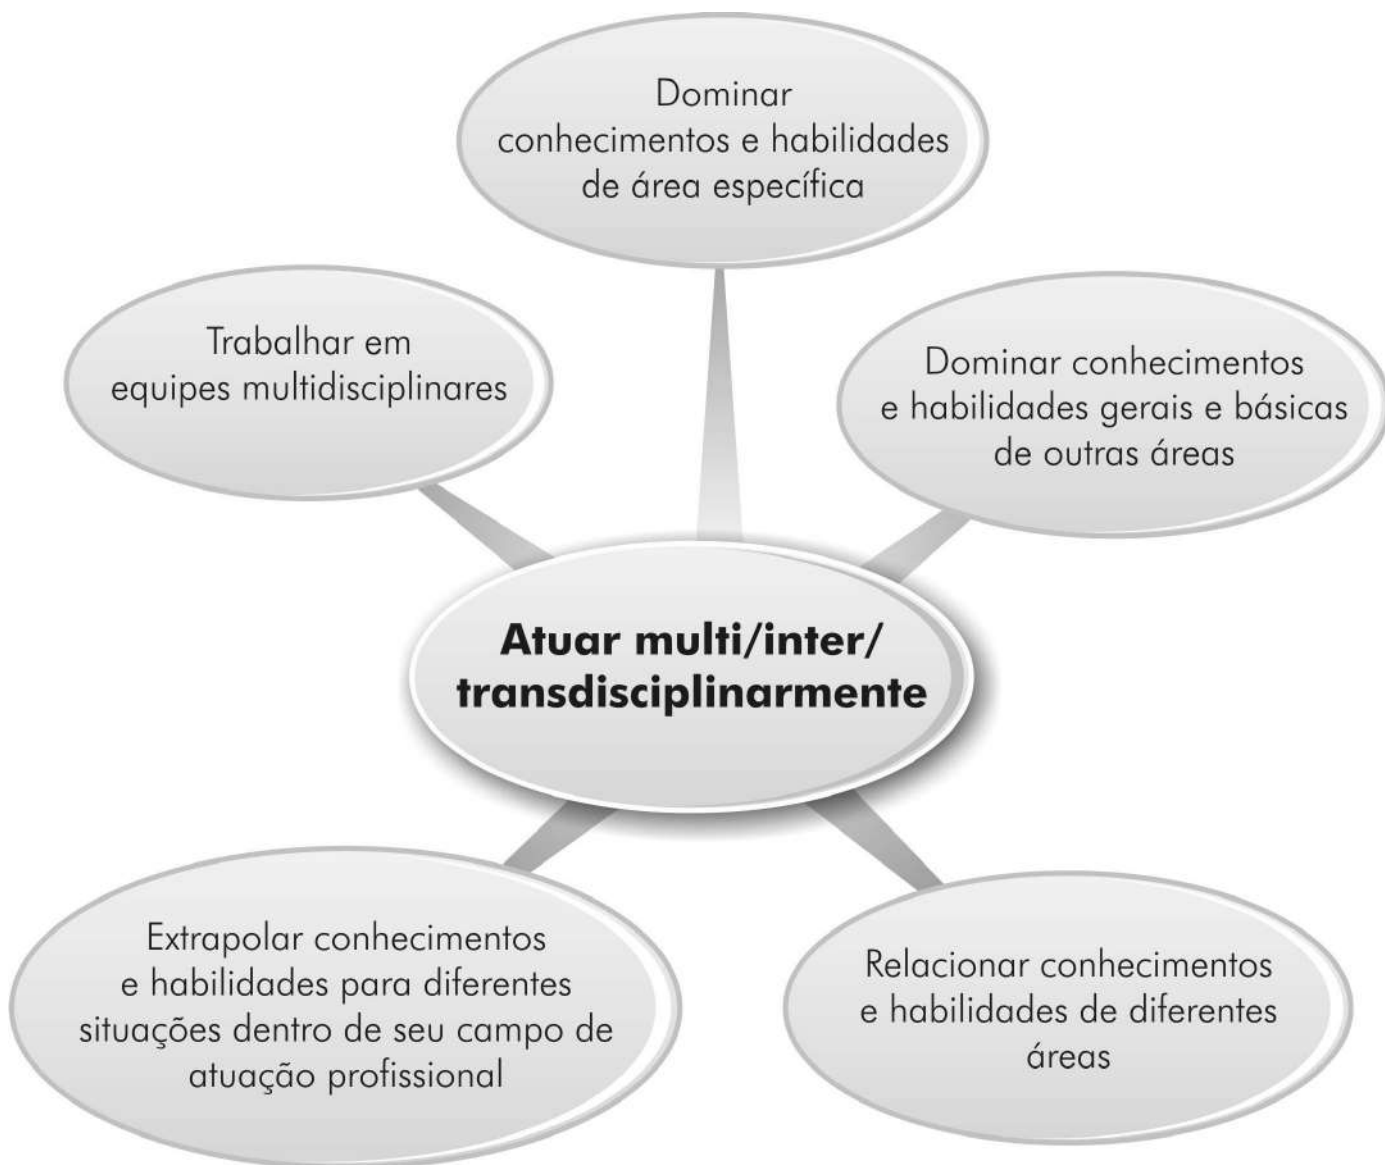 Dominar
conhecimentos e habilidades
de área específica
Trabalhar em
equipes multidisciplinares
Dominar conhecimentos
e habilidades gerais e básicas
de outras áreas
Atuar multi/inter/
transdisciplinarmente
Extrapolar conhecimentos
e habilidades para diferentes
situações dentro de seu campo de
atuação profissional
Relacionar conhecimentos
e habilidades de diferentes
áreas